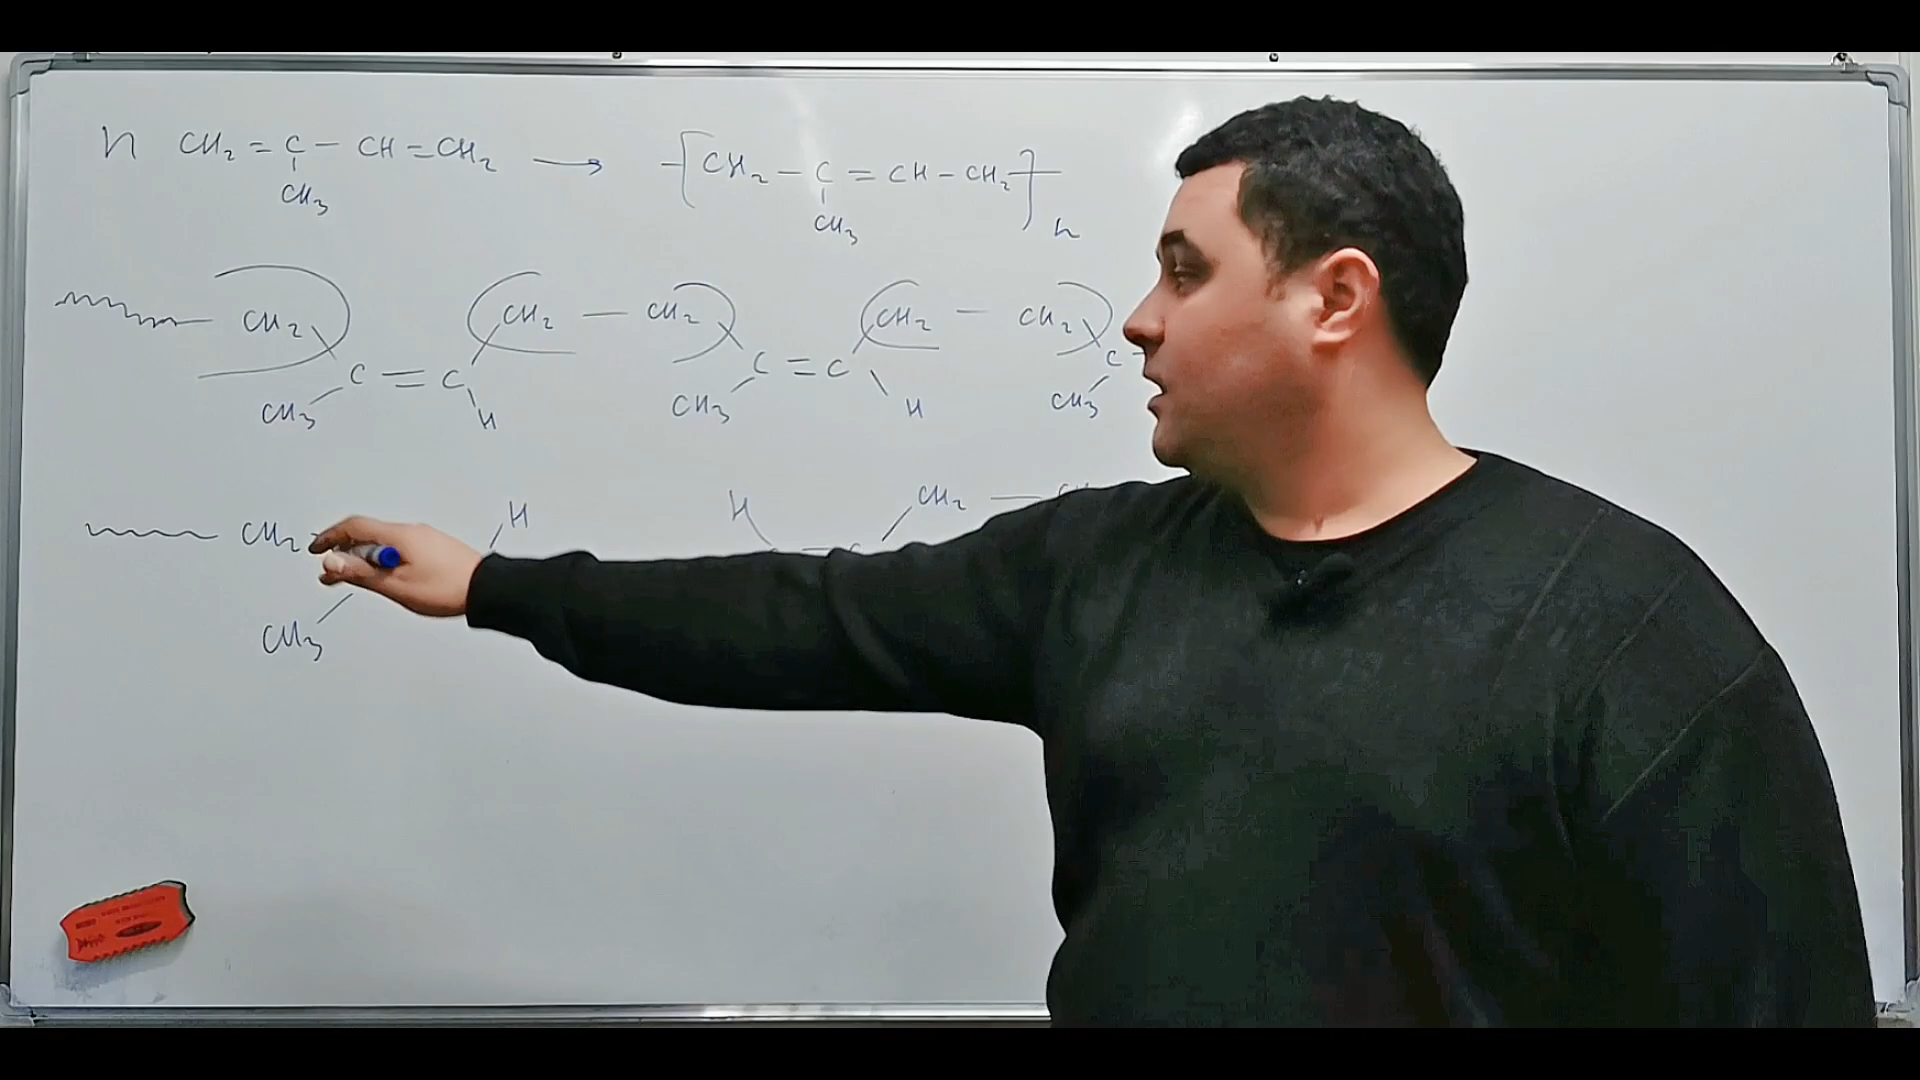 n CH₂ = C – CH = CH₂ → –[CH₂ – C = CH – CH₂]–n
CH₃ CH₃
CH₂ CH₂ – CH₂ CH₂ – CH₂
C = C C = C C
CH₃ H CH₃ H CH₃
H CH₂ –
CH₂ H
CH₃